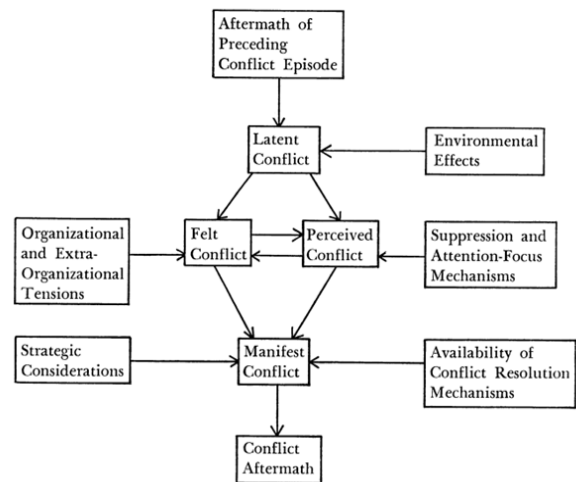 Aftermath of
Preceding
Conflict Episode
Latent
Conflict
Environmental
Effects
Organizational
and Extra-
Organizational
Tensions
Felt
Conflict
Perceived
Conflict
Suppression and
Attention-Focus
Mechanisms
Strategic
Considerations
Manifest
Conflict
Availability of
Conflict Resolution
Mechanisms
Conflict
Aftermath